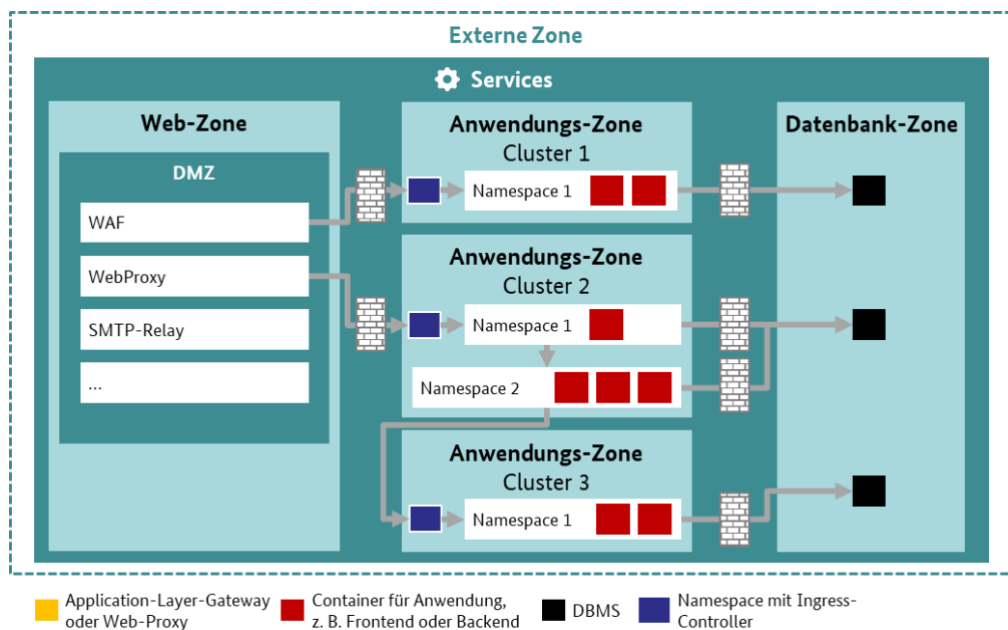 Externe Zone
Services
Web-Zone
DMZ
WAF
WebProxy
SMTP-Relay
...
Anwendungs-Zone
Cluster 1
Namespace 1
Anwendungs-Zone
Cluster 2
Namespace 1
Namespace 2
Anwendungs-Zone
Cluster 3
Namespace 1
Datenbank-Zone
Application-Layer-Gateway
oder Web-Proxy
Container für Anwendung,
z. B. Frontend oder Backend
DBMS
Namespace mit Ingress-
Controller